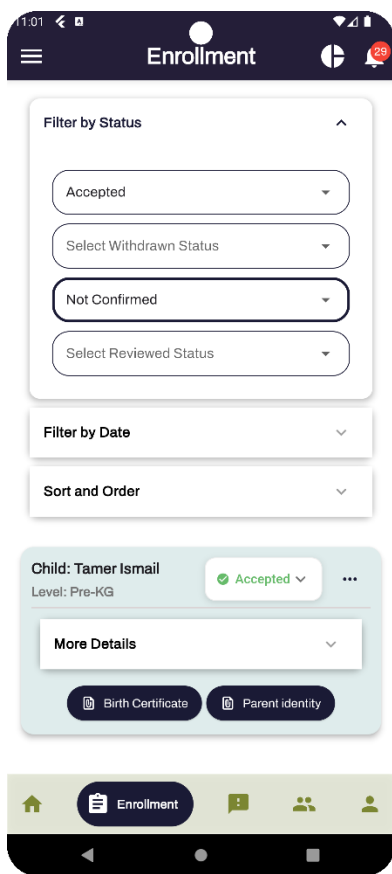 11:01
Enrollment
29
Filter by Status
Accepted
Select Withdrawn Status
Not Confirmed
Select Reviewed Status
Filter by Date
Sort and Order
Child: Tamer Ismail
Level: Pre-KG
Accepted
More Details
Birth Certificate
Parent identity
Enrollment